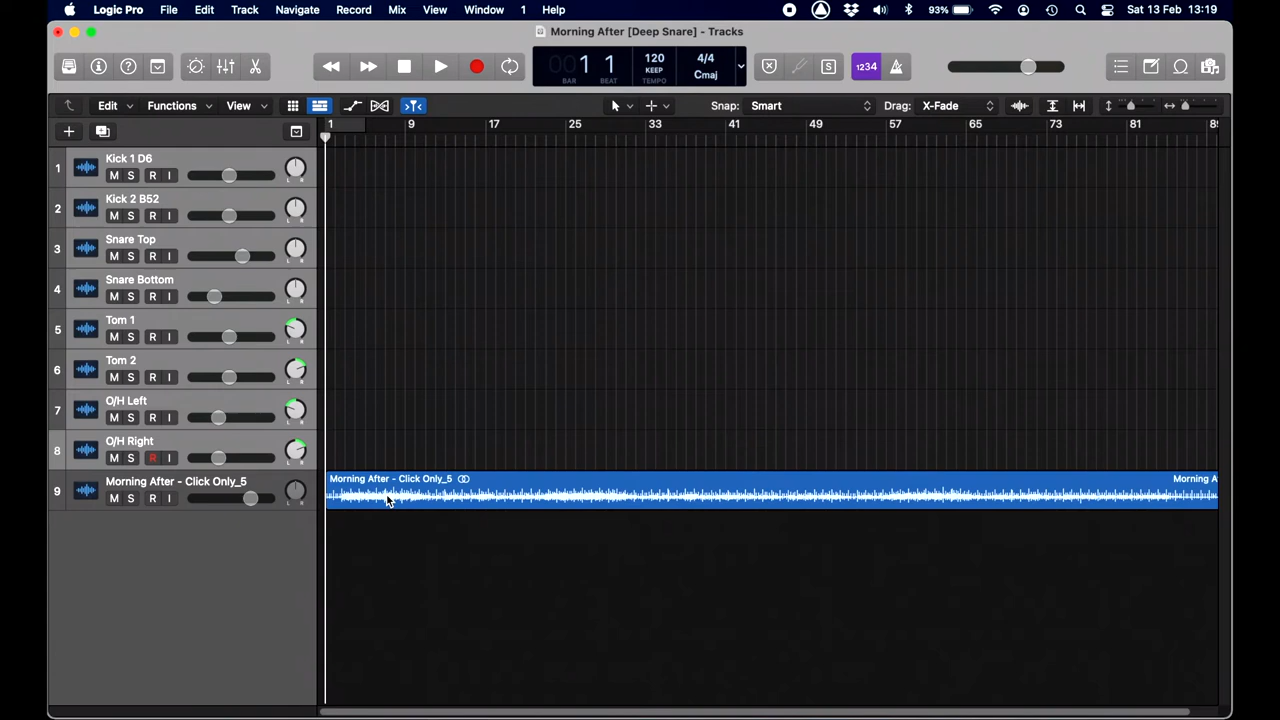 Logic Pro File Edit Track Navigate Record Mix View Window 1 Help 93% Sat 13 Feb 13:19
Morning After [Deep Snare] - Tracks
001 1 120 4/4
KEEP Cmaj
BAR BEAT TEMPO
S 1234
Edit Functions View Snap: Smart Drag: X-Fade
1 9 17 25 33 41 49 57 65 73 81
1 Kick 1 D6
M S R I L R
2 Kick 2 B52
M S R I L R
3 Snare Top
M S R I L R
4 Snare Bottom
M S R I L R
5 Tom 1
M S R I L R
6 Tom 2
M S R I L R
7 O/H Left
M S R I L R
8 O/H Right
M S R I L R
9 Morning After - Click Only_5
M S R I L R
Morning After - Click Only_5 Morning A